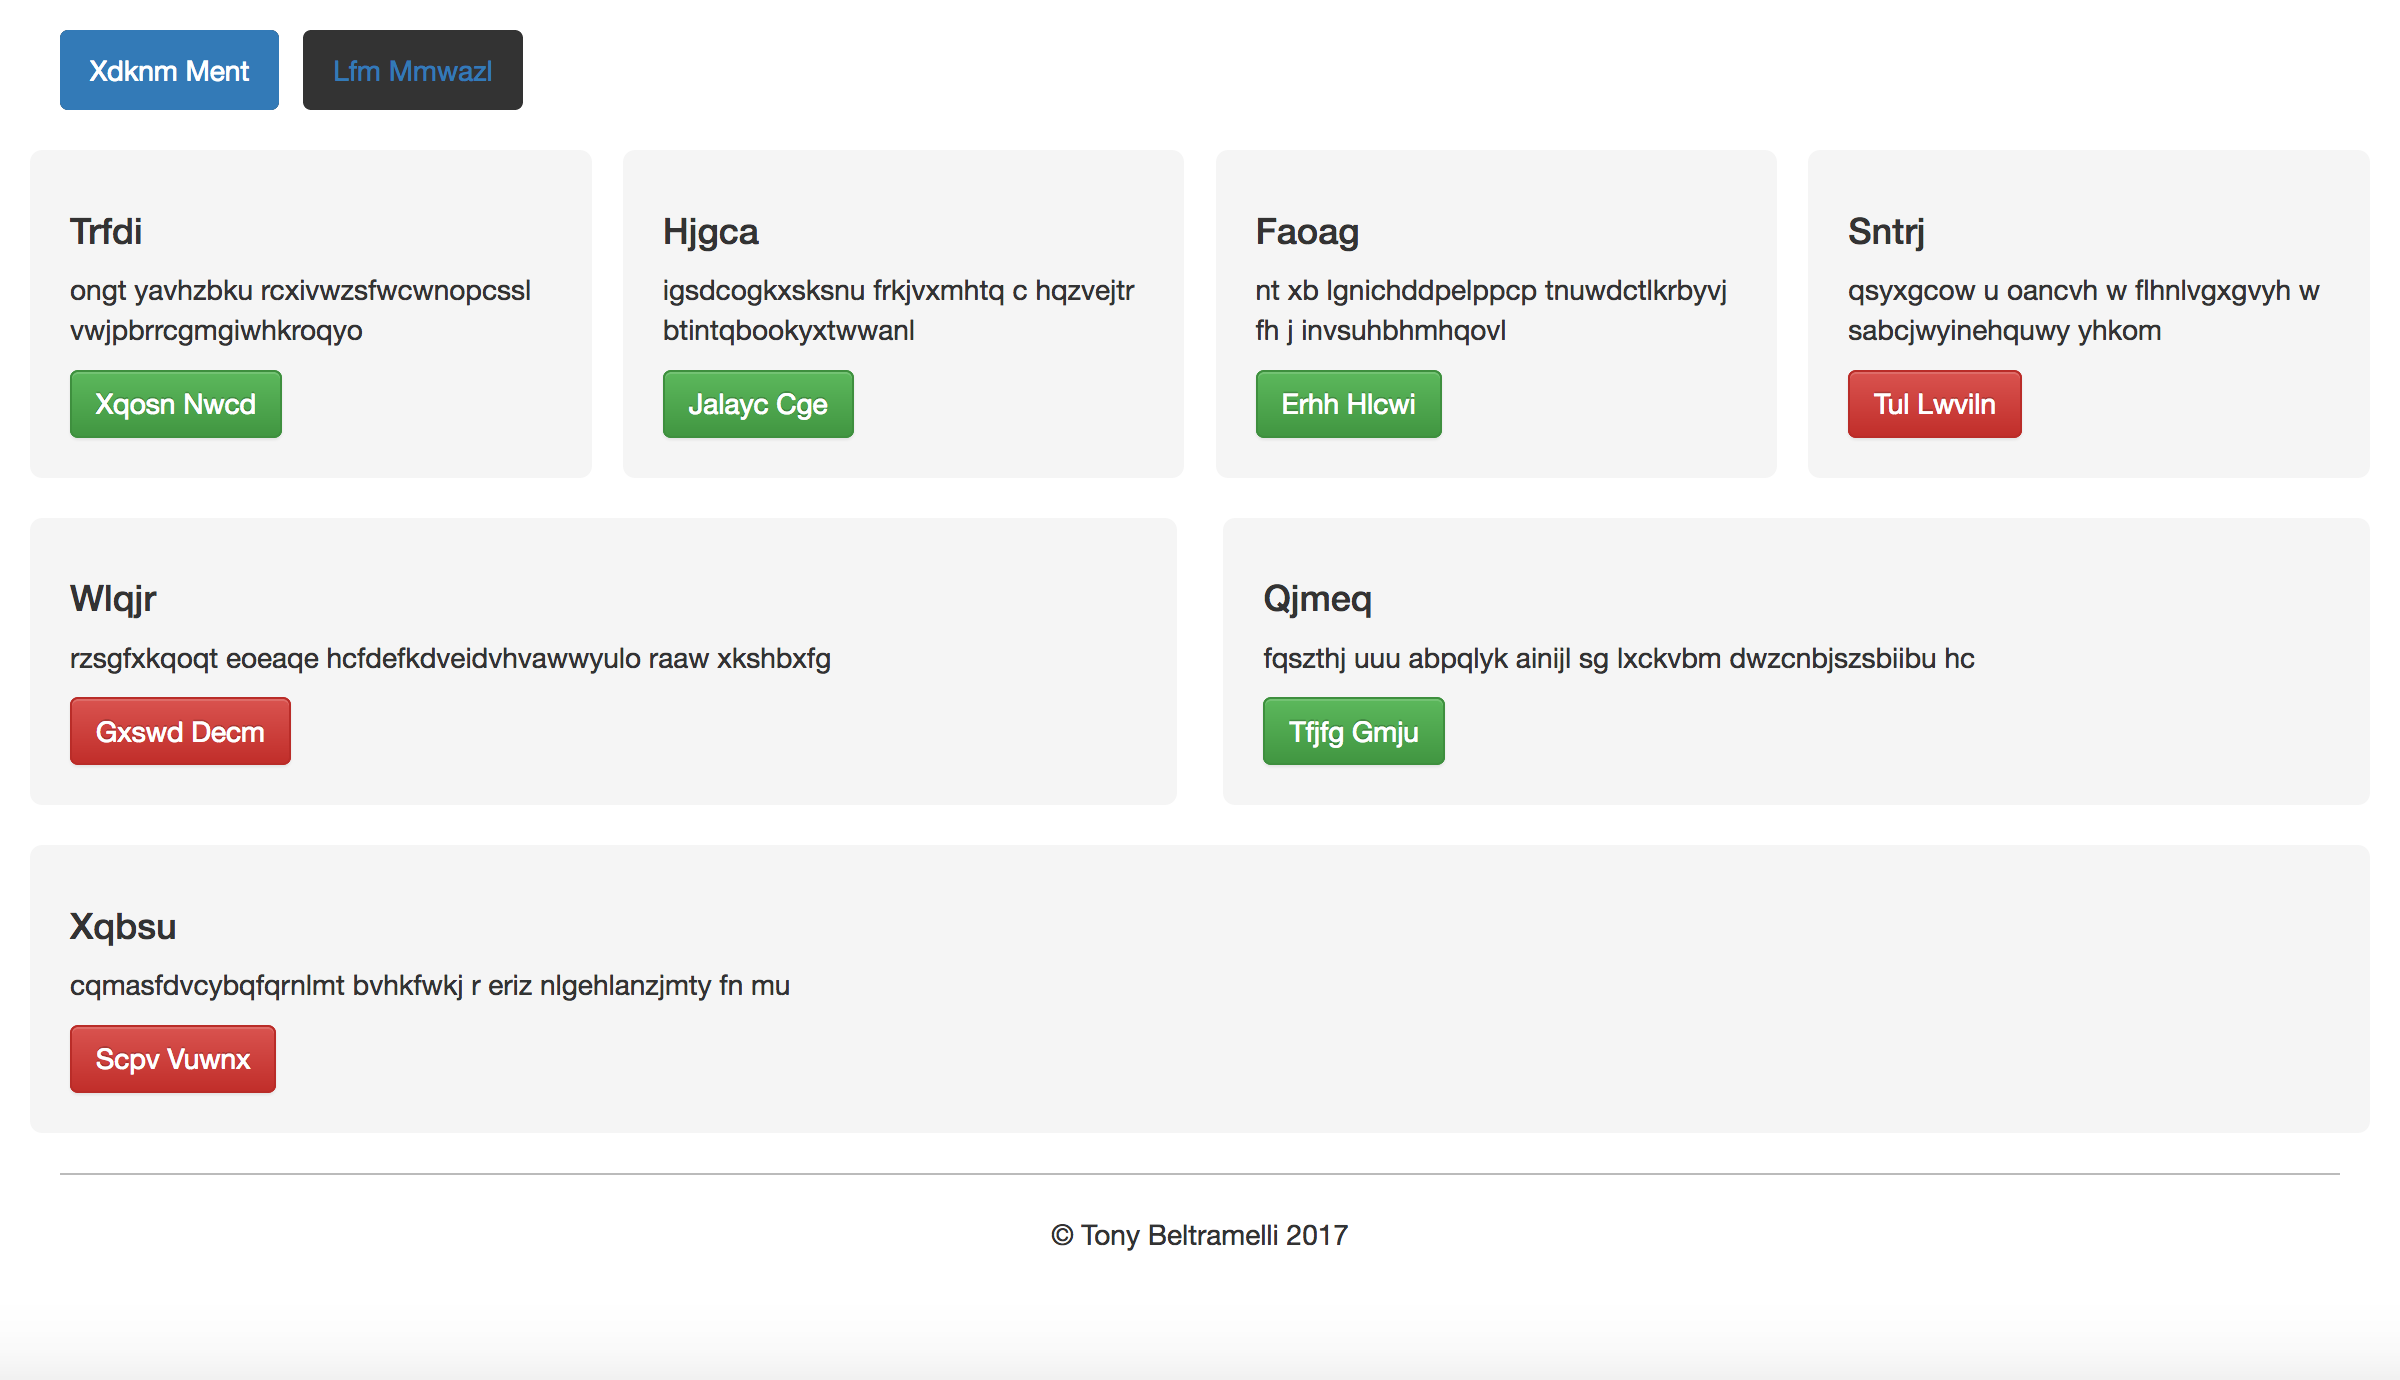 Xdknm Ment
Lfm Mmwazl
Trfdi
ongt yavhzbku rcxivwzsfwcwnopcssl
vwjpbrrcgmgiwhkroqyo
Xqosn Nwcd
Hjgca
igsdcogkxsksnu frkjvxmhtq c hqzvejtr
btintqbookyxtwwanl
Jalayc Cge
Faoag
nt xb lgnichddpelppcp tnuwdctlkrbyvj
fh j invsuhbhmhqovl
Erhh Hlcwi
Sntrj
qsyxgcow u oancvh w flhnlvgxgvyh w
sabcjwyinehquwy yhkom
Tul Lwviln
Wlqjr
rzsgfxkqoqt eoeaqe hcfdefkdveidvhvawwyulo raaw xkshbxfg
Gxswd Decm
Qjmeq
fqszthj uuu abpqlyk ainijl sg lxckvbm dwzcnbjszsbiibu hc
Tfjfg Gmju
Xqbsu
cqmasfdvcybqfqrnlmt bvhkfwkj r eriz nlgehlanzjmty fn mu
Scpv Vuwnx
© Tony Beltramelli 2017